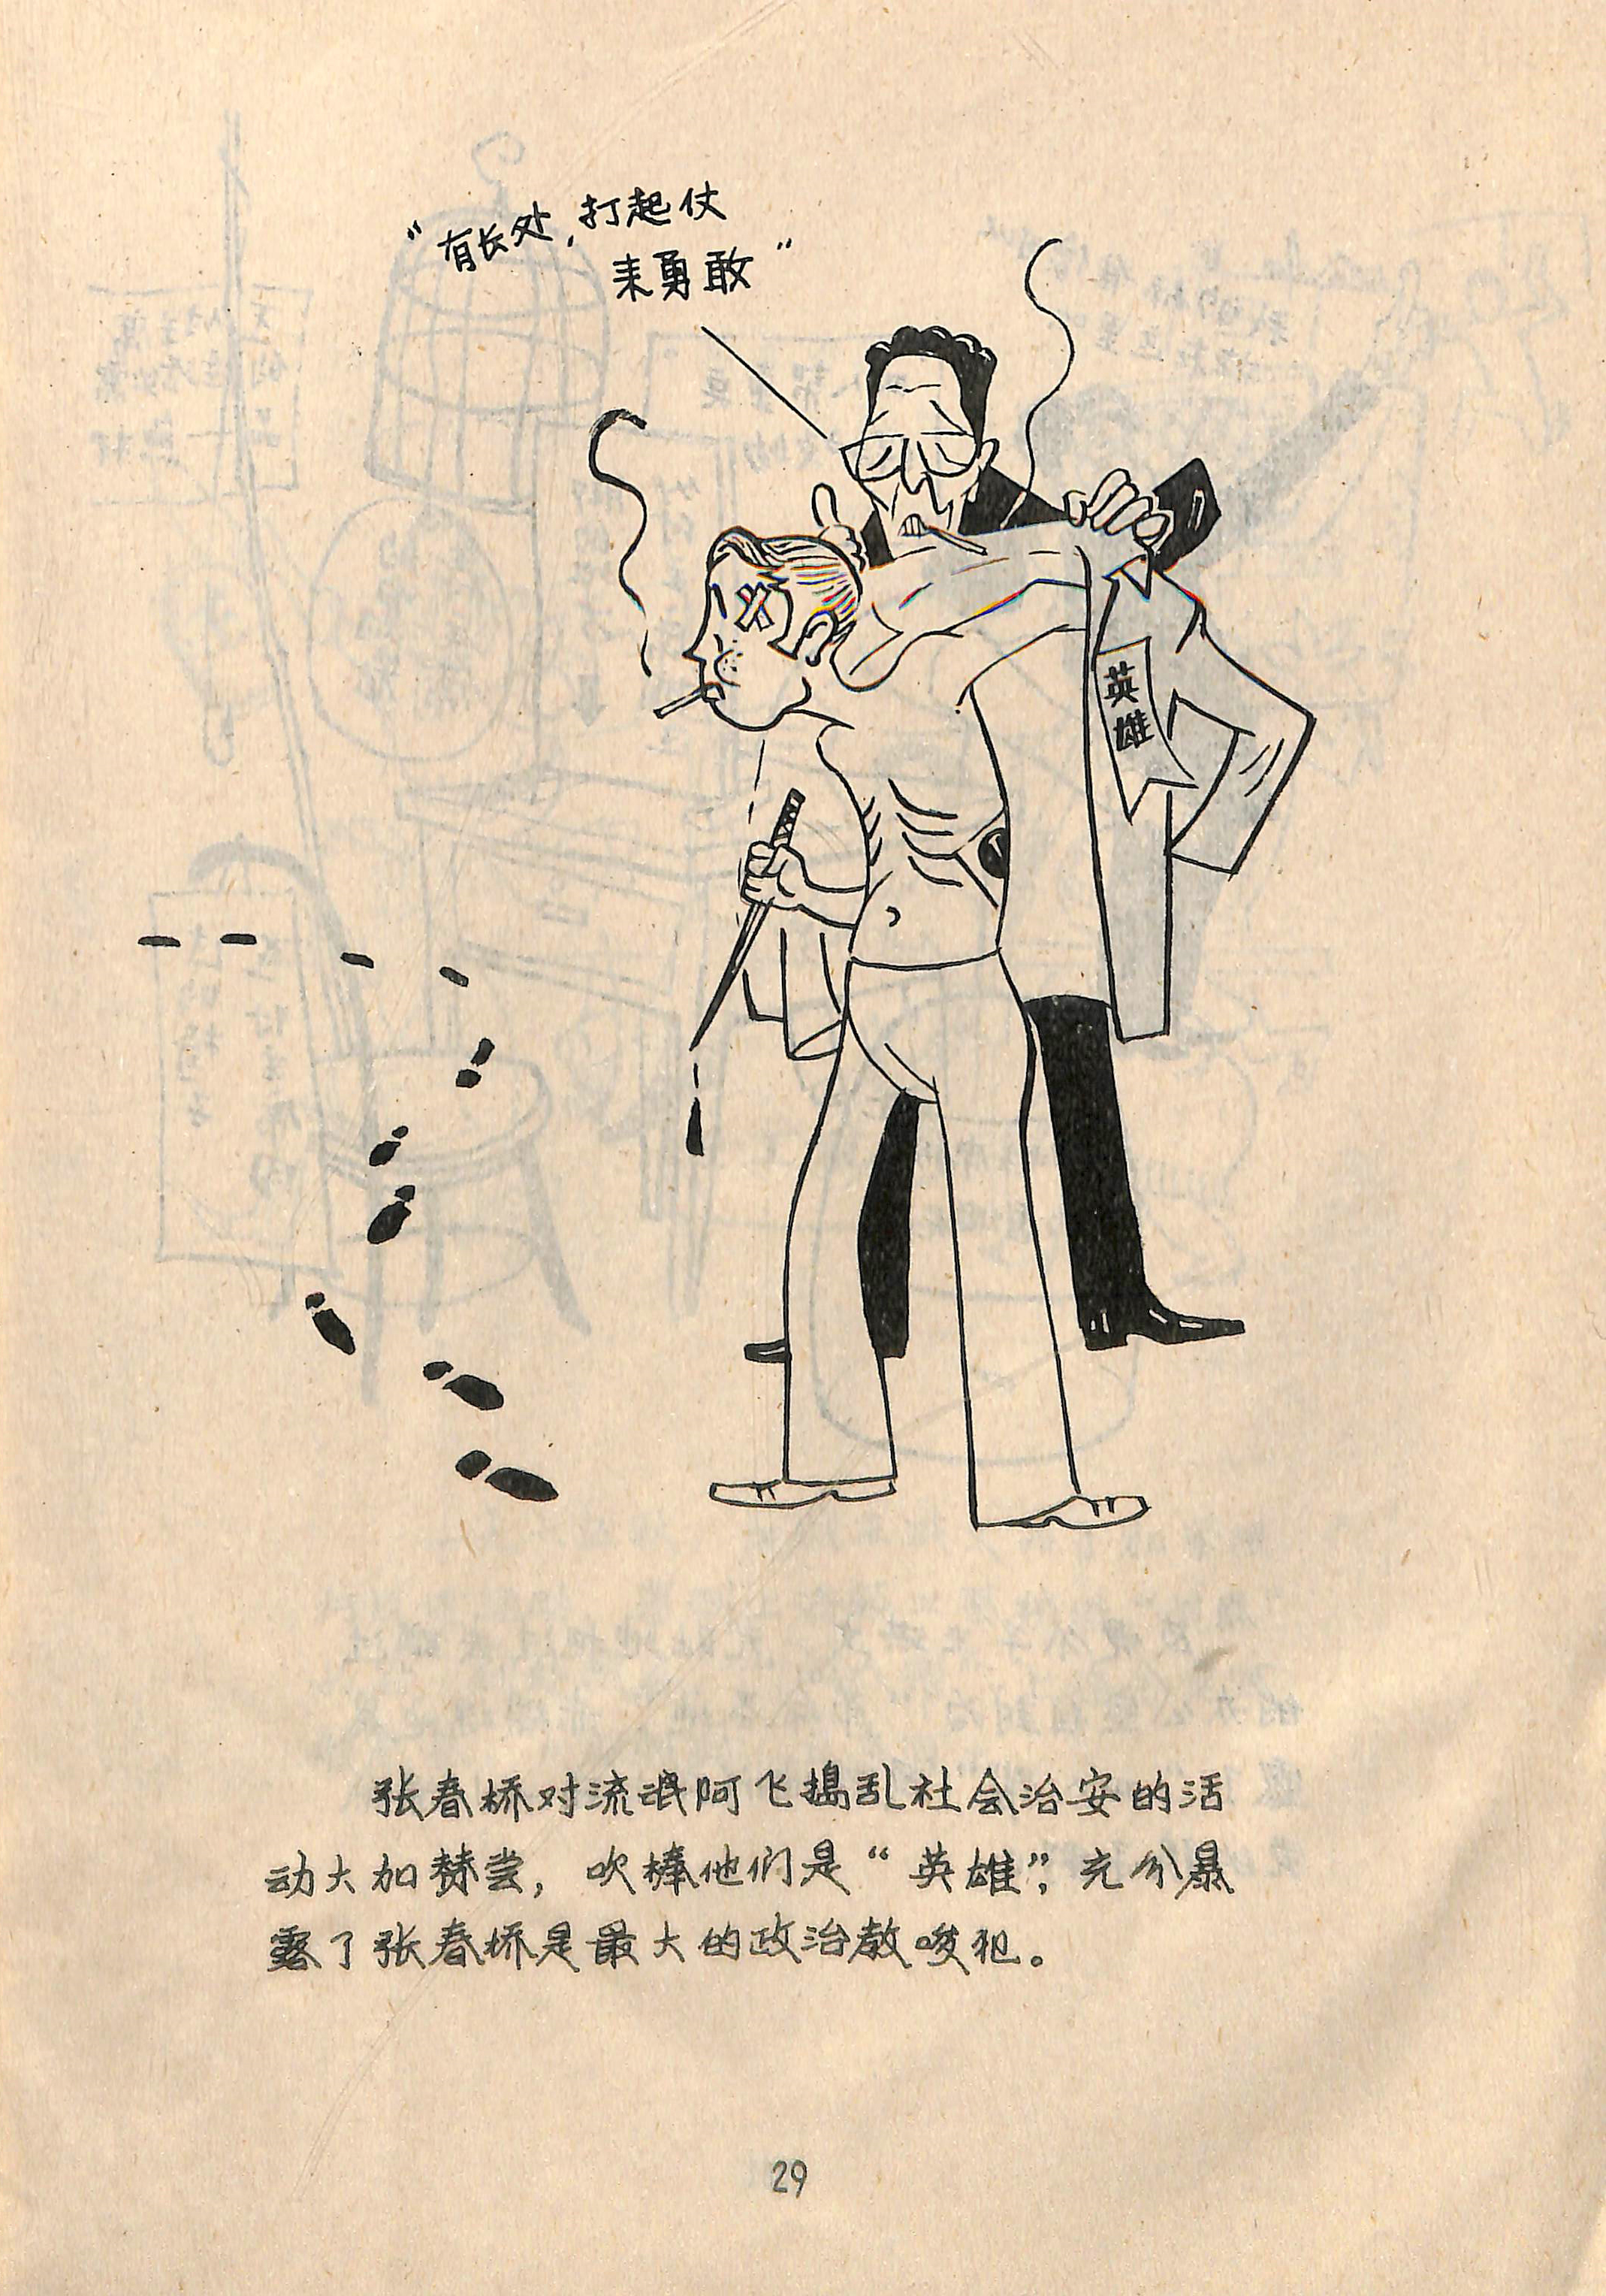 “有长处，打起仗
来勇敢”
英
雄
张春桥对流氓阿飞捣乱社会治安的活
动大加赞尝，吹捧他们是“英雄”，充分暴
露了张春桥是最大的政治教唆犯。
29